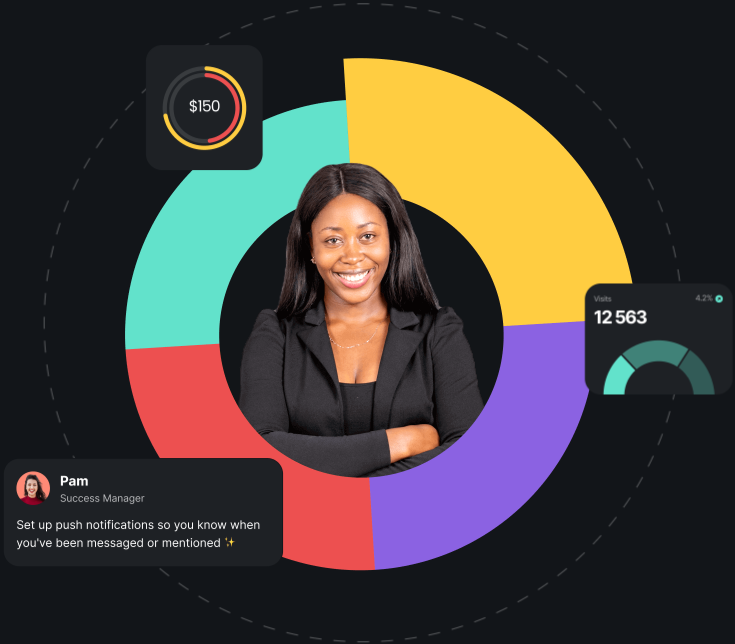 $150
Visits
4.2%
12 563
Pam
Success Manager
Set up push notifications so you know when
you've been messaged or mentioned ✨